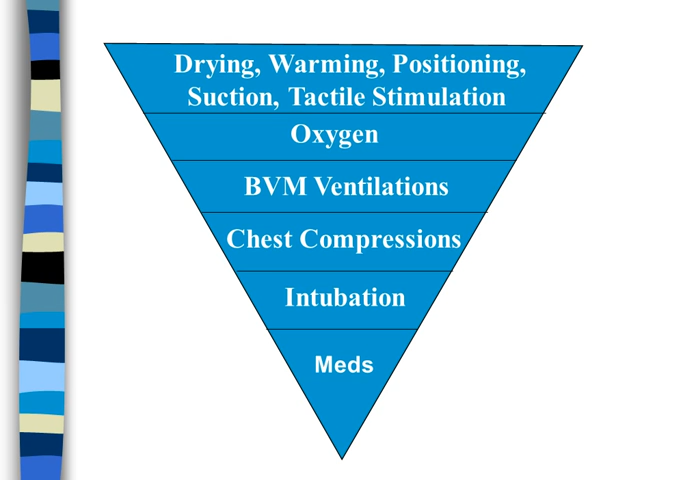 Drying, Warming, Positioning,
Suction, Tactile Stimulation
Oxygen
BVM Ventilations
Chest Compressions
Intubation
Meds